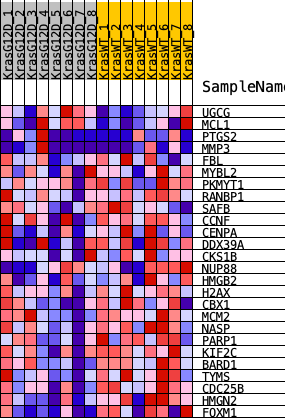 KrasG12D_1
KrasG12D_2
KrasG12D_3
KrasG12D_4
KrasG12D_5
KrasG12D_6
KrasG12D_7
KrasG12D_8
KrasWT_1
KrasWT_2
KrasWT_3
KrasWT_4
KrasWT_5
KrasWT_6
KrasWT_7
KrasWT_8
SampleName
UGCG
MCL1
PTGS2
MMP3
FBL
MYBL2
PKMYT1
RANBP1
SAFB
CCNF
CENPA
DDX39A
CKS1B
NUP88
HMGB2
H2AX
CBX1
MCM2
NASP
PARP1
KIF2C
BARD1
TYMS
CDC25B
HMGN2
FOXM1